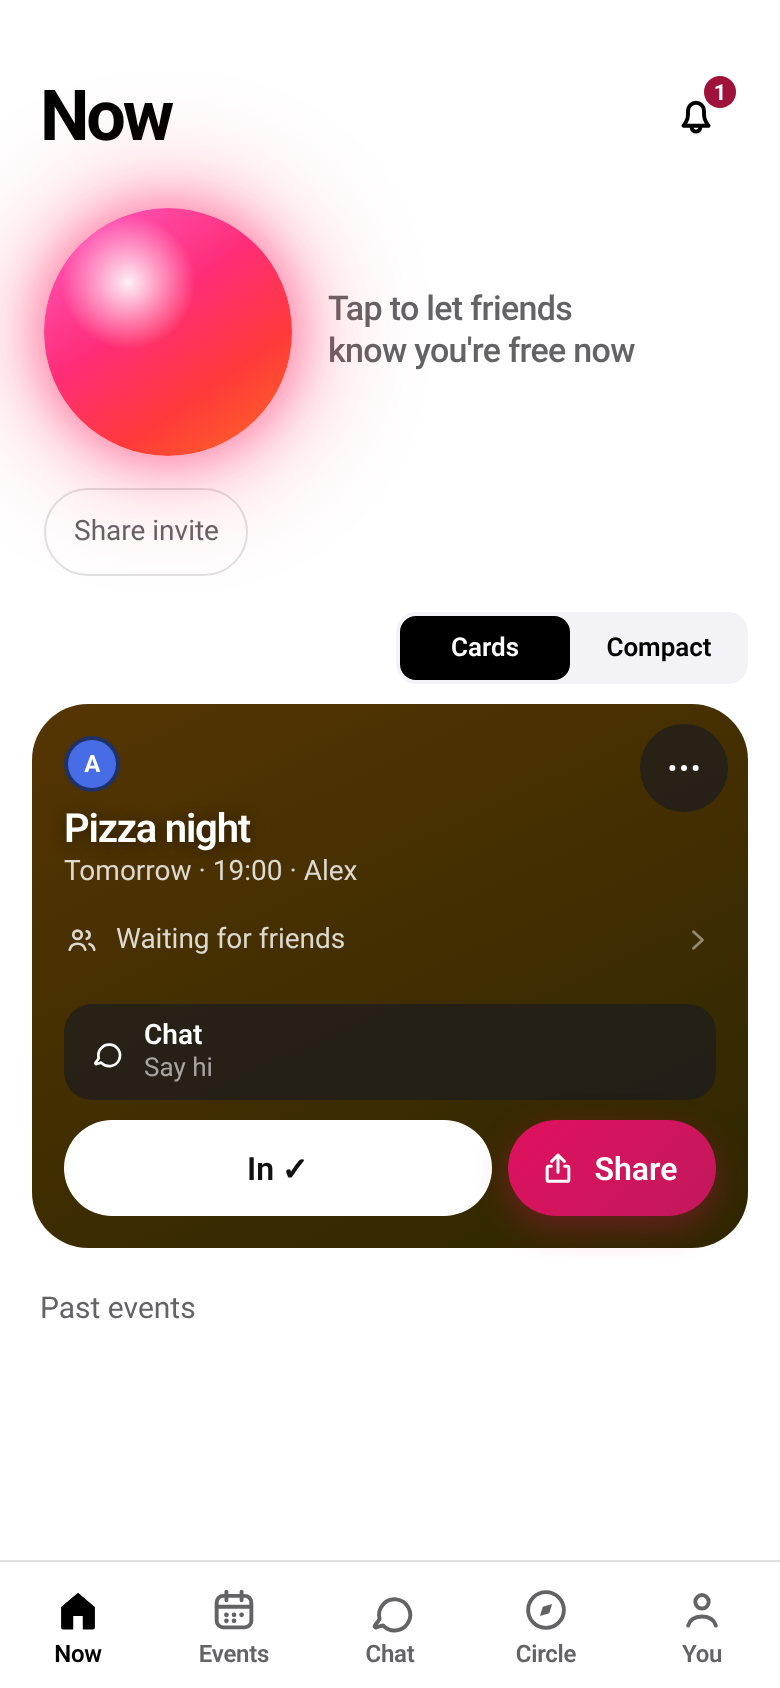 Now
1
Tap to let friends
know you're free now
Share invite
Cards
Compact
A
Pizza night
Tomorrow · 19:00 · Alex
Waiting for friends
Chat
Say hi
In ✓
Share
Past events
Now
Events
Chat
Circle
You